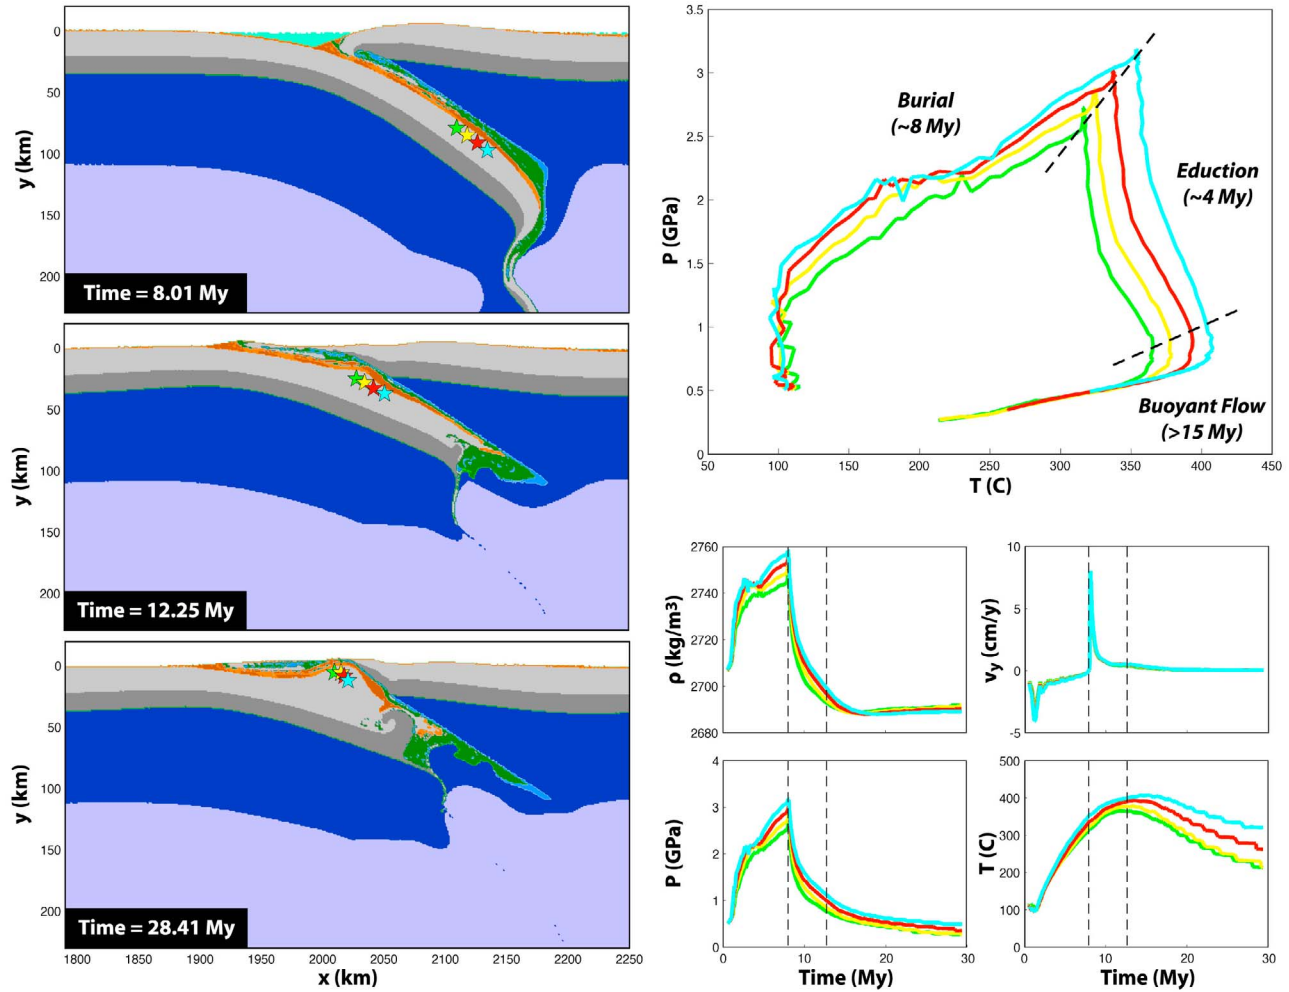 0
50
100
150
200
y (km)
Time = 8.01 My
0
50
100
150
200
y (km)
Time = 12.25 My
0
50
100
150
200
y (km)
Time = 28.41 My
1800 1850 1900 1950 2000 2050 2100 2150 2200 2250
x (km)
3.5
3
2.5
2
1.5
1
0.5
0
P (GPa)
Burial
(~8 My)
Eduction
(~4 My)
Buoyant Flow
(>15 My)
50 100 150 200 250 300 350 400 450
T (C)
2760
2740
2720
2700
2680
ρ (kg/m3)
10
5
0
-5
vy (cm/y)
4
3
2
1
0
P (GPa)
0 10 20 30
Time (My)
500
400
300
200
100
0
T (C)
0 10 20 30
Time (My)